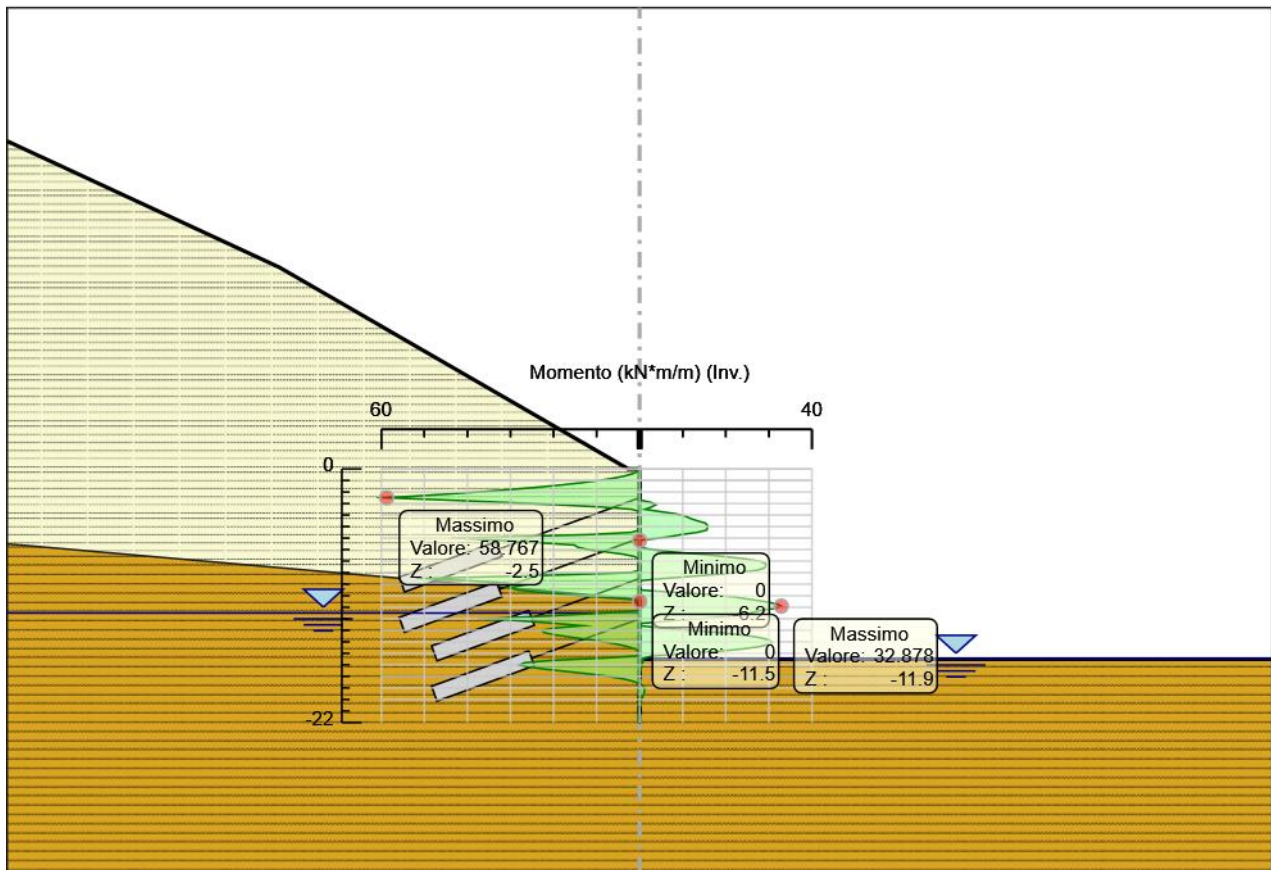 Momento (kN*m/m) (Inv.)
60
40
0
Massimo
Valore: 58.767
Z : -2.5
Minimo
Valore: 0
Z : -6.2
Minimo
Valore: 0
Z : -11.5
Massimo
Valore: 32.878
Z : -11.9
-22